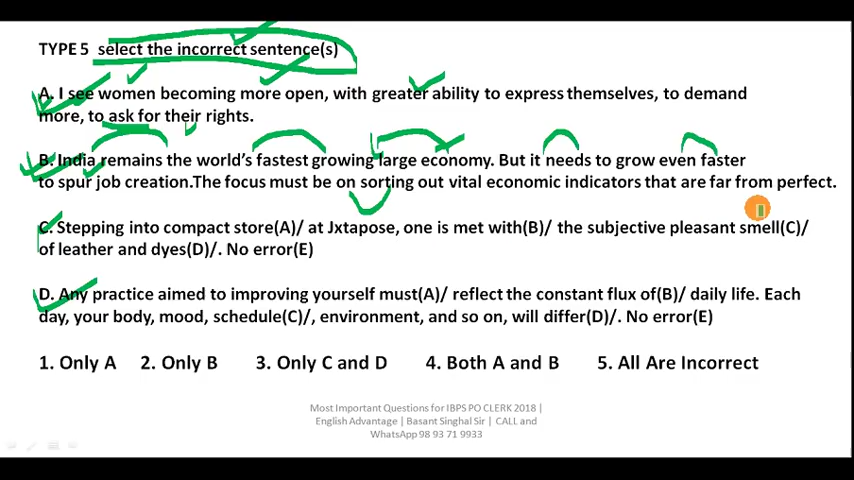 TYPE 5 select the incorrect sentence(s)
A. I see women becoming more open, with greater ability to express themselves, to demand
more, to ask for their rights.
B. India remains the world's fastest growing large economy. But it needs to grow even faster
to spur job creation.The focus must be on sorting out vital economic indicators that are far from perfect.
C. Stepping into compact store(A)/ at Jxtapose, one is met with(B)/ the subjective pleasant smell(C)/
of leather and dyes(D)/. No error(E)
D. Any practice aimed to improving yourself must(A)/ reflect the constant flux of(B)/ daily life. Each
day, your body, mood, schedule(C)/, environment, and so on, will differ(D)/. No error(E)
1. Only A 2. Only B 3. Only C and D 4. Both A and B 5. All Are Incorrect
Most Important Questions for IBPS PO CLERK 2018 |
English Advantage | Basant Singhal Sir | CALL and
WhatsApp 98 93 71 9933